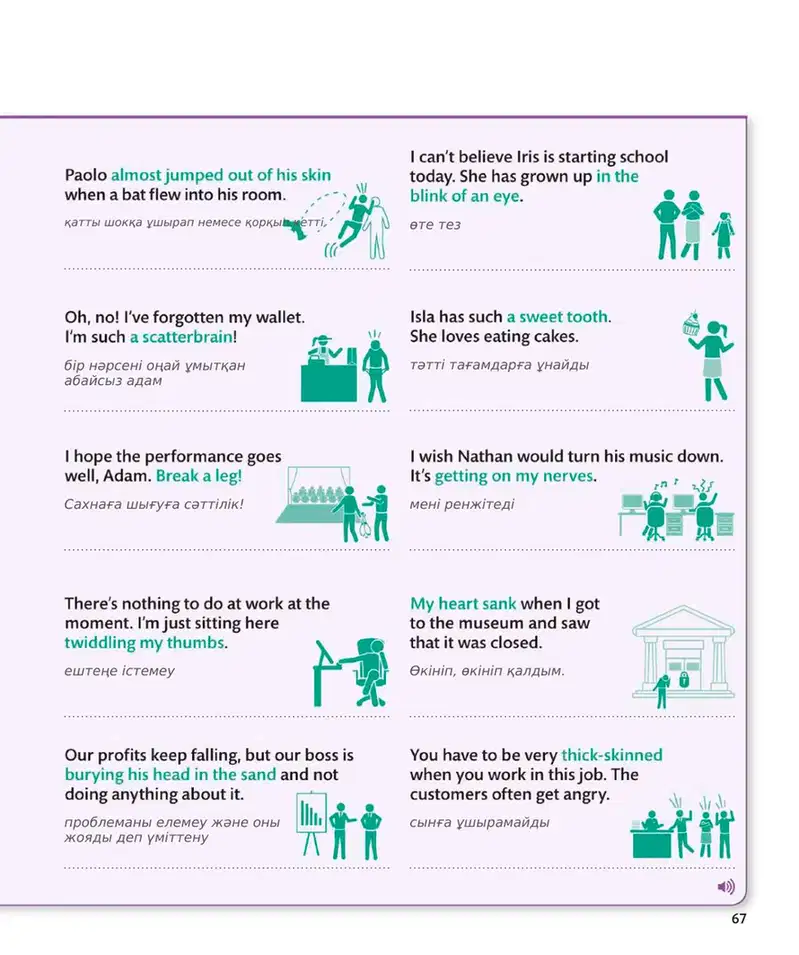 Paolo almost jumped out of his skin
when a bat flew into his room.
қатты шокқа ұшырап немесе қорқып кетті,
I can't believe Iris is starting school
today. She has grown up in the
blink of an eye.
өте тез
Oh, no! I've forgotten my wallet.
I'm such a scatterbrain!
бір нәрсені оңай ұмытқан
абайсыз адам
Isla has such a sweet tooth.
She loves eating cakes.
тәтті тағамдарға ұнайды
I hope the performance goes
well, Adam. Break a leg!
Сахнаға шығуға сәттілік!
I wish Nathan would turn his music down.
It's getting on my nerves.
мені ренжітеді
There's nothing to do at work at the
moment. I'm just sitting here
twiddling my thumbs.
ештеңе істемеу
My heart sank when I got
to the museum and saw
that it was closed.
Өкініп, өкініп қалдым.
Our profits keep falling, but our boss is
burying his head in the sand and not
doing anything about it.
проблеманы елемеу және оны
жояды деп үміттену
You have to be very thick-skinned
when you work in this job. The
customers often get angry.
сынға ұшырамайды
67